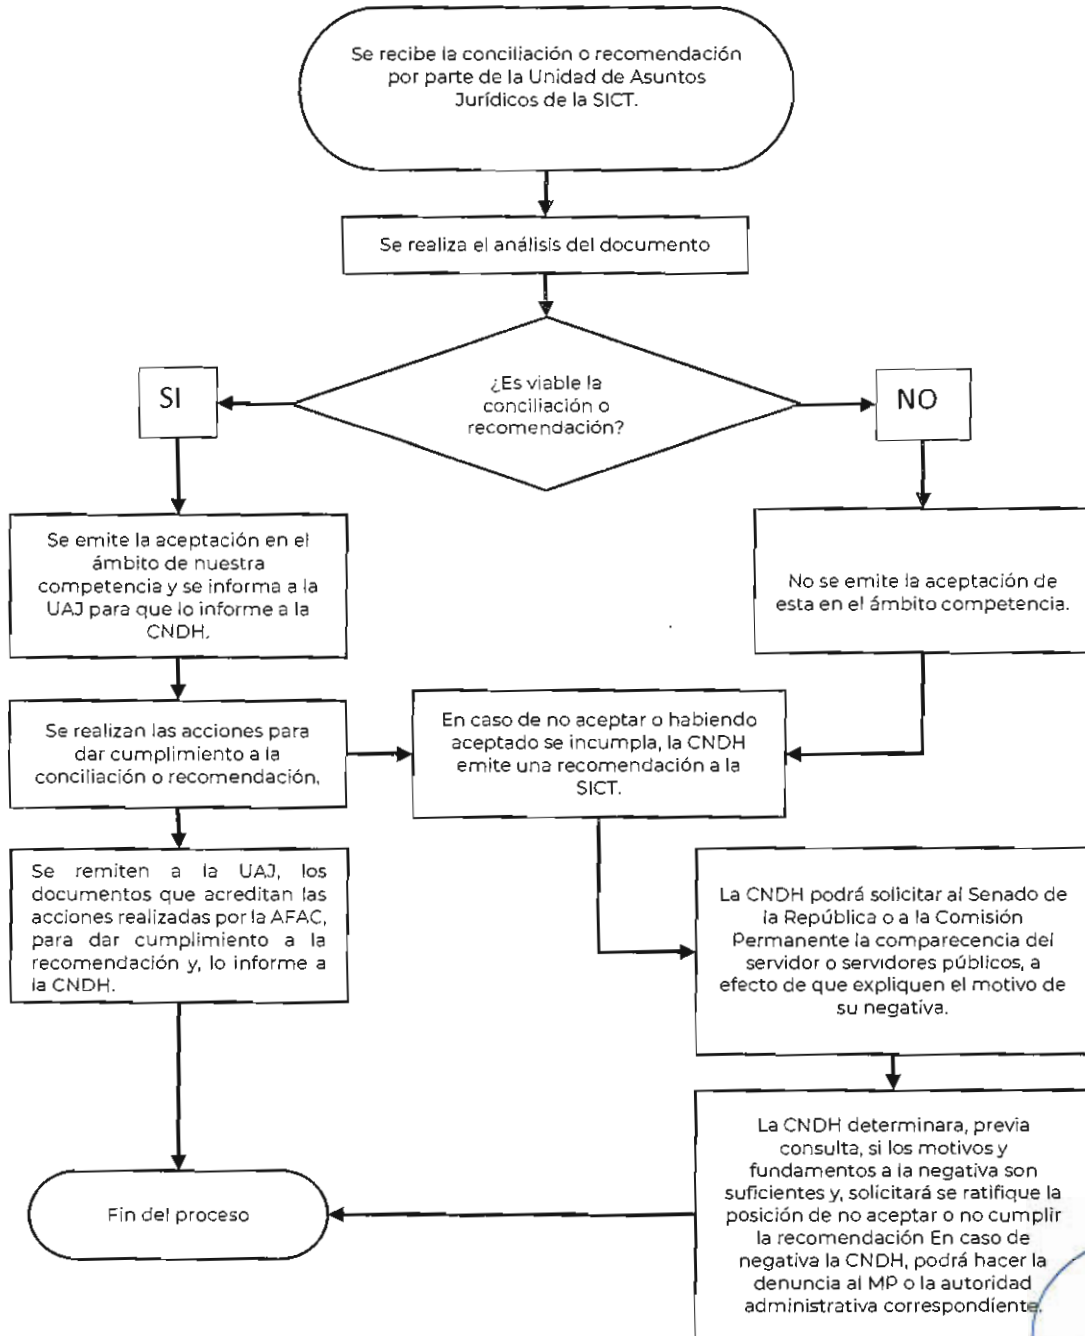 Se recibe la conciliación o recomendación
por parte de la Unidad de Asuntos
Jurídicos de la SICT.
Se realiza el análisis del documento
¿Es viable la
conciliación o
recomendación?
SI
NO
Se emite la aceptación en el
ámbito de nuestra
competencia y se informa a la
UAJ para que lo informe a la
CNDH.
No se emite la aceptación de
esta en el ámbito competencia.
Se realizan las acciones para
dar cumplimiento a la
conciliación o recomendación.
En caso de no aceptar o habiendo
aceptado se incumpla, la CNDH
emite una recomendación a la
SICT.
Se remiten a la UAJ, los
documentos que acreditan las
acciones realizadas por la AFAC,
para dar cumplimiento a la
recomendación y, lo informe a
la CNDH.
La CNDH podrá solicitar al Senado de
la República o a la Comisión
Permanente la comparecencia del
servidor o servidores públicos, a
efecto de que expliquen el motivo de
su negativa.
La CNDH determinara, previa
consulta, si los motivos y
fundamentos a la negativa son
suficientes y, solicitará se ratifique la
posición de no aceptar o no cumplir
la recomendación En caso de
negativa la CNDH, podrá hacer la
denuncia al MP o la autoridad
administrativa correspondiente.
Fin del proceso